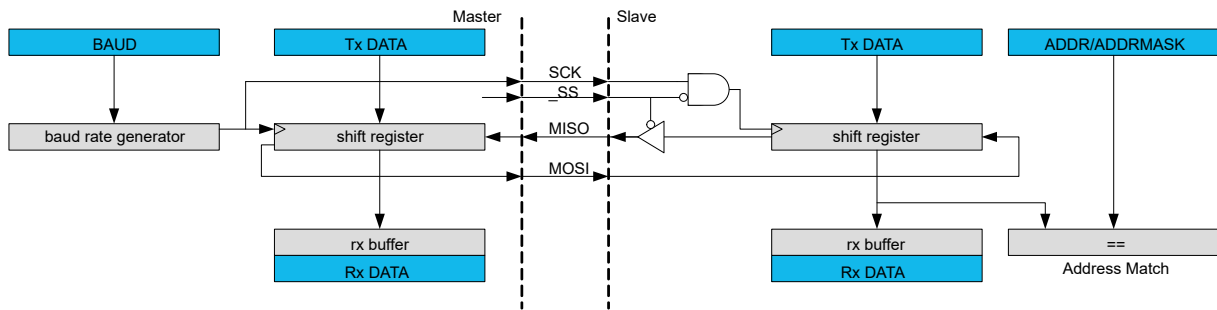 Master
Slave
BAUD
Tx DATA
Tx DATA
ADDR/ADDRMASK
SCK
_SS
baud rate generator
shift register
MISO
shift register
MOSI
rx buffer
rx buffer
==
Rx DATA
Rx DATA
Address Match